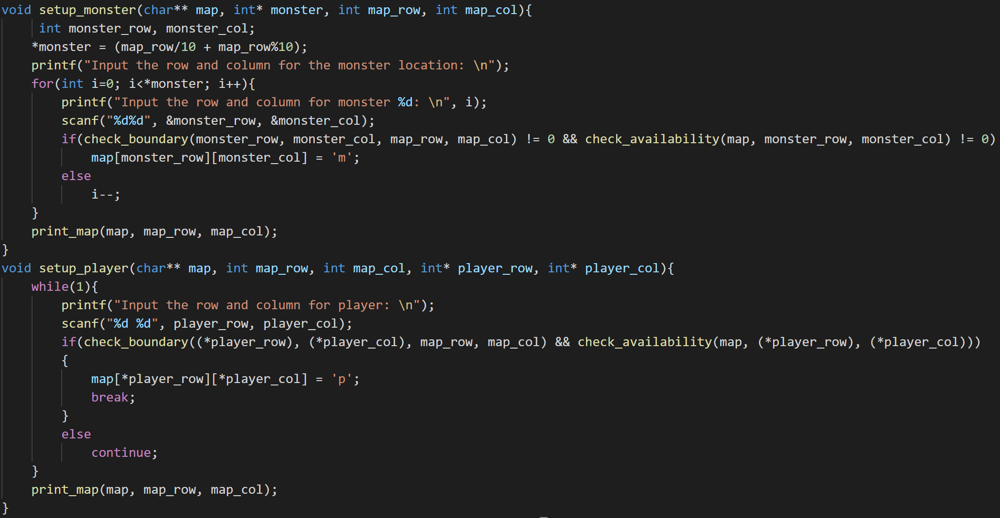 void setup_monster(char** map, int* monster, int map_row, int map_col){
     int monster_row, monster_col;
    *monster = (map_row/10 + map_row%10);
    printf("Input the row and column for the monster location: \n");
    for(int i=0; i<*monster; i++){
        printf("Input the row and column for monster %d: \n", i);
        scanf("%d%d", &monster_row, &monster_col);
        if(check_boundary(monster_row, monster_col, map_row, map_col) != 0 && check_availability(map, monster_row, monster_col) != 0)
            map[monster_row][monster_col] = 'm';
        else
            i--;
    }
    print_map(map, map_row, map_col);
}
void setup_player(char** map, int map_row, int map_col, int* player_row, int* player_col){
    while(1){
        printf("Input the row and column for player: \n");
        scanf("%d %d", player_row, player_col);
        if(check_boundary((*player_row), (*player_col), map_row, map_col) && check_availability(map, (*player_row), (*player_col)))
        {
            map[*player_row][*player_col] = 'p';
            break;
        }
        else
            continue;
    }
    print_map(map, map_row, map_col);
}